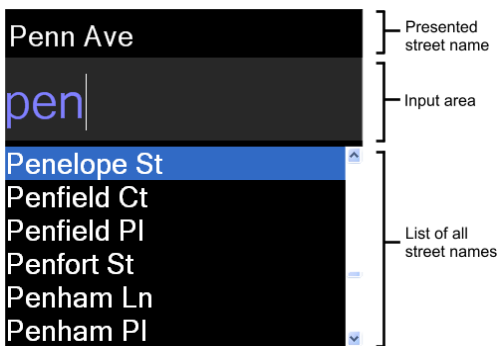 Penn Ave
Presented
street name
pen
Input area
Penelope St
Penfield Ct
Penfield Pl
Penfort St
Penham Ln
Penham Pl
List of all
street names